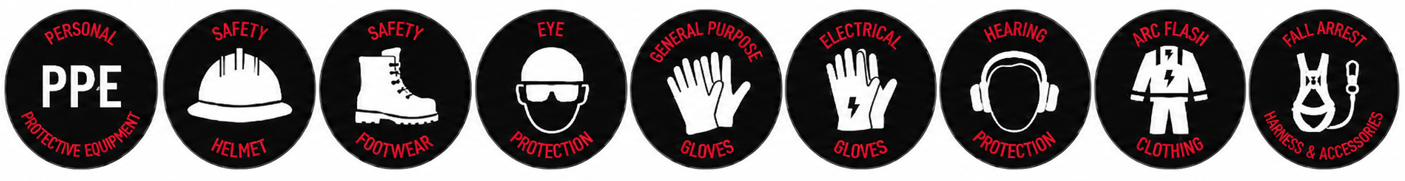 PERSONAL
PPE
PROTECTIVE EQUIPMENT
SAFETY
HELMET
SAFETY
FOOTWEAR
EYE
PROTECTION
GENERAL PURPOSE
GLOVES
ELECTRICAL
GLOVES
HEARING
PROTECTION
ARC FLASH
CLOTHING
FALL ARREST
HARNESS & ACCESSORIES